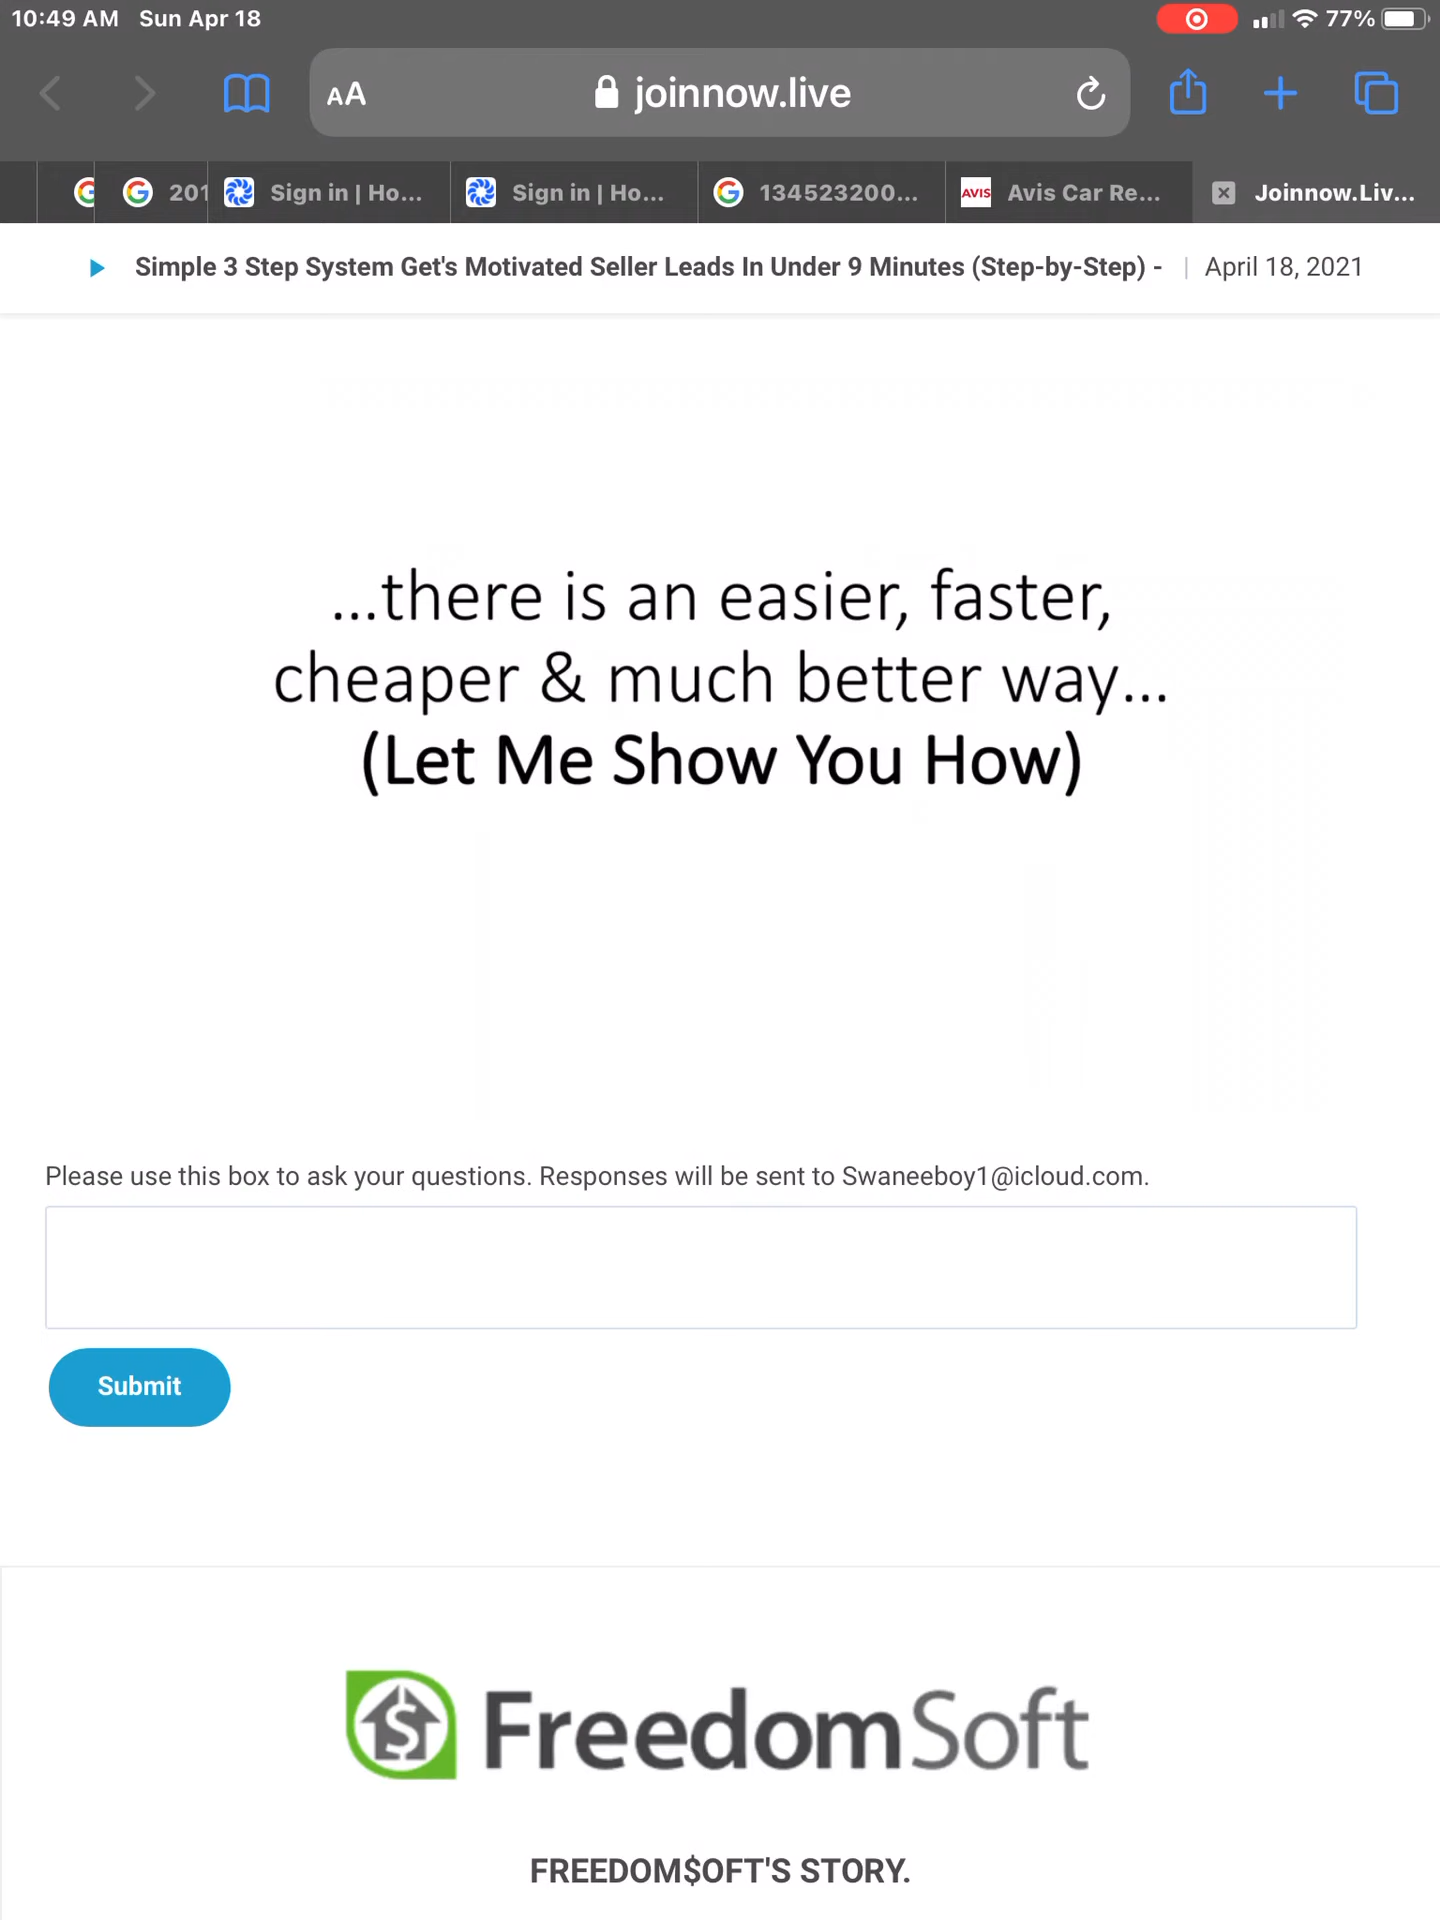 10:49 AM Sun Apr 18 77%
AA joinnow.live
201 Sign in | Ho... Sign in | Ho... 134523200... AVIS Avis Car Re... Joinnow.Liv...
Simple 3 Step System Get's Motivated Seller Leads In Under 9 Minutes (Step-by-Step) - | April 18, 2021
...there is an easier, faster,
cheaper & much better way...
(Let Me Show You How)
Please use this box to ask your questions. Responses will be sent to Swaneeboy1@icloud.com.
Submit
FreedomSoft
FREEDOM$OFT'S STORY.